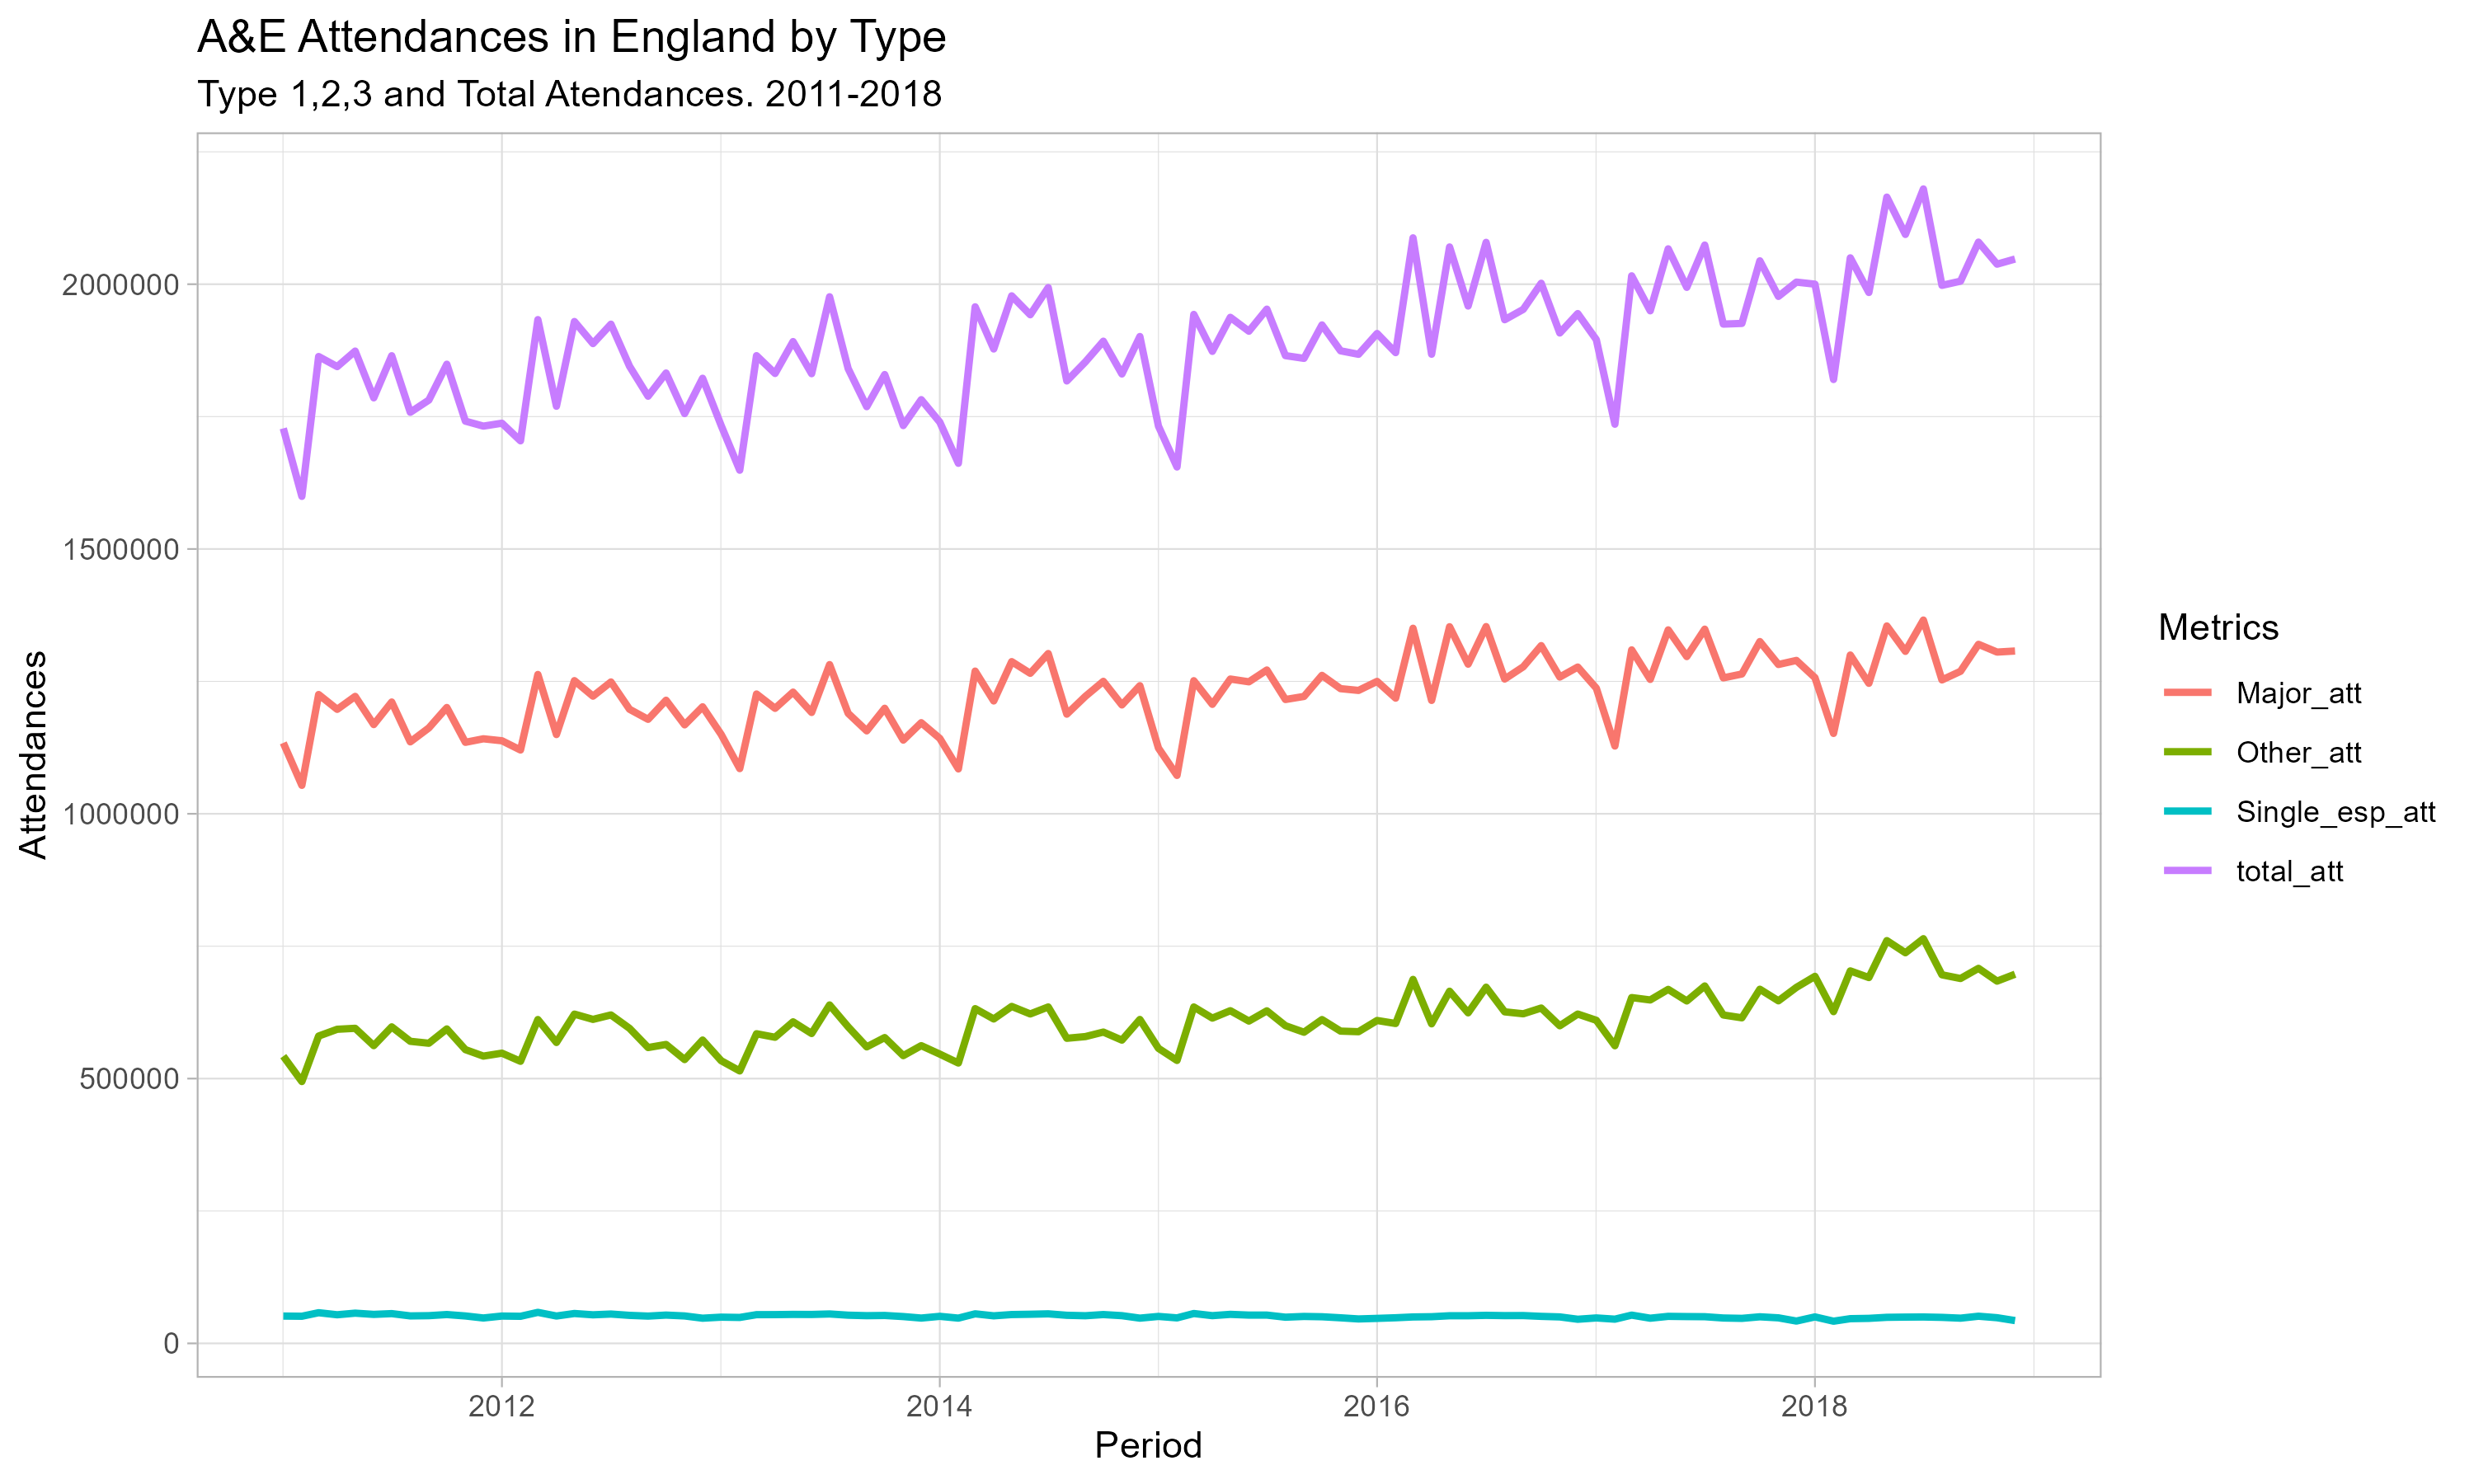 A&E Attendances in England by Type
Type 1,2,3 and Total Atendances. 2011-2018
Attendances
2000000
1500000
1000000
500000
0
2012
2014
2016
2018
Period
Metrics
Major_att
Other_att
Single_esp_att
total_att